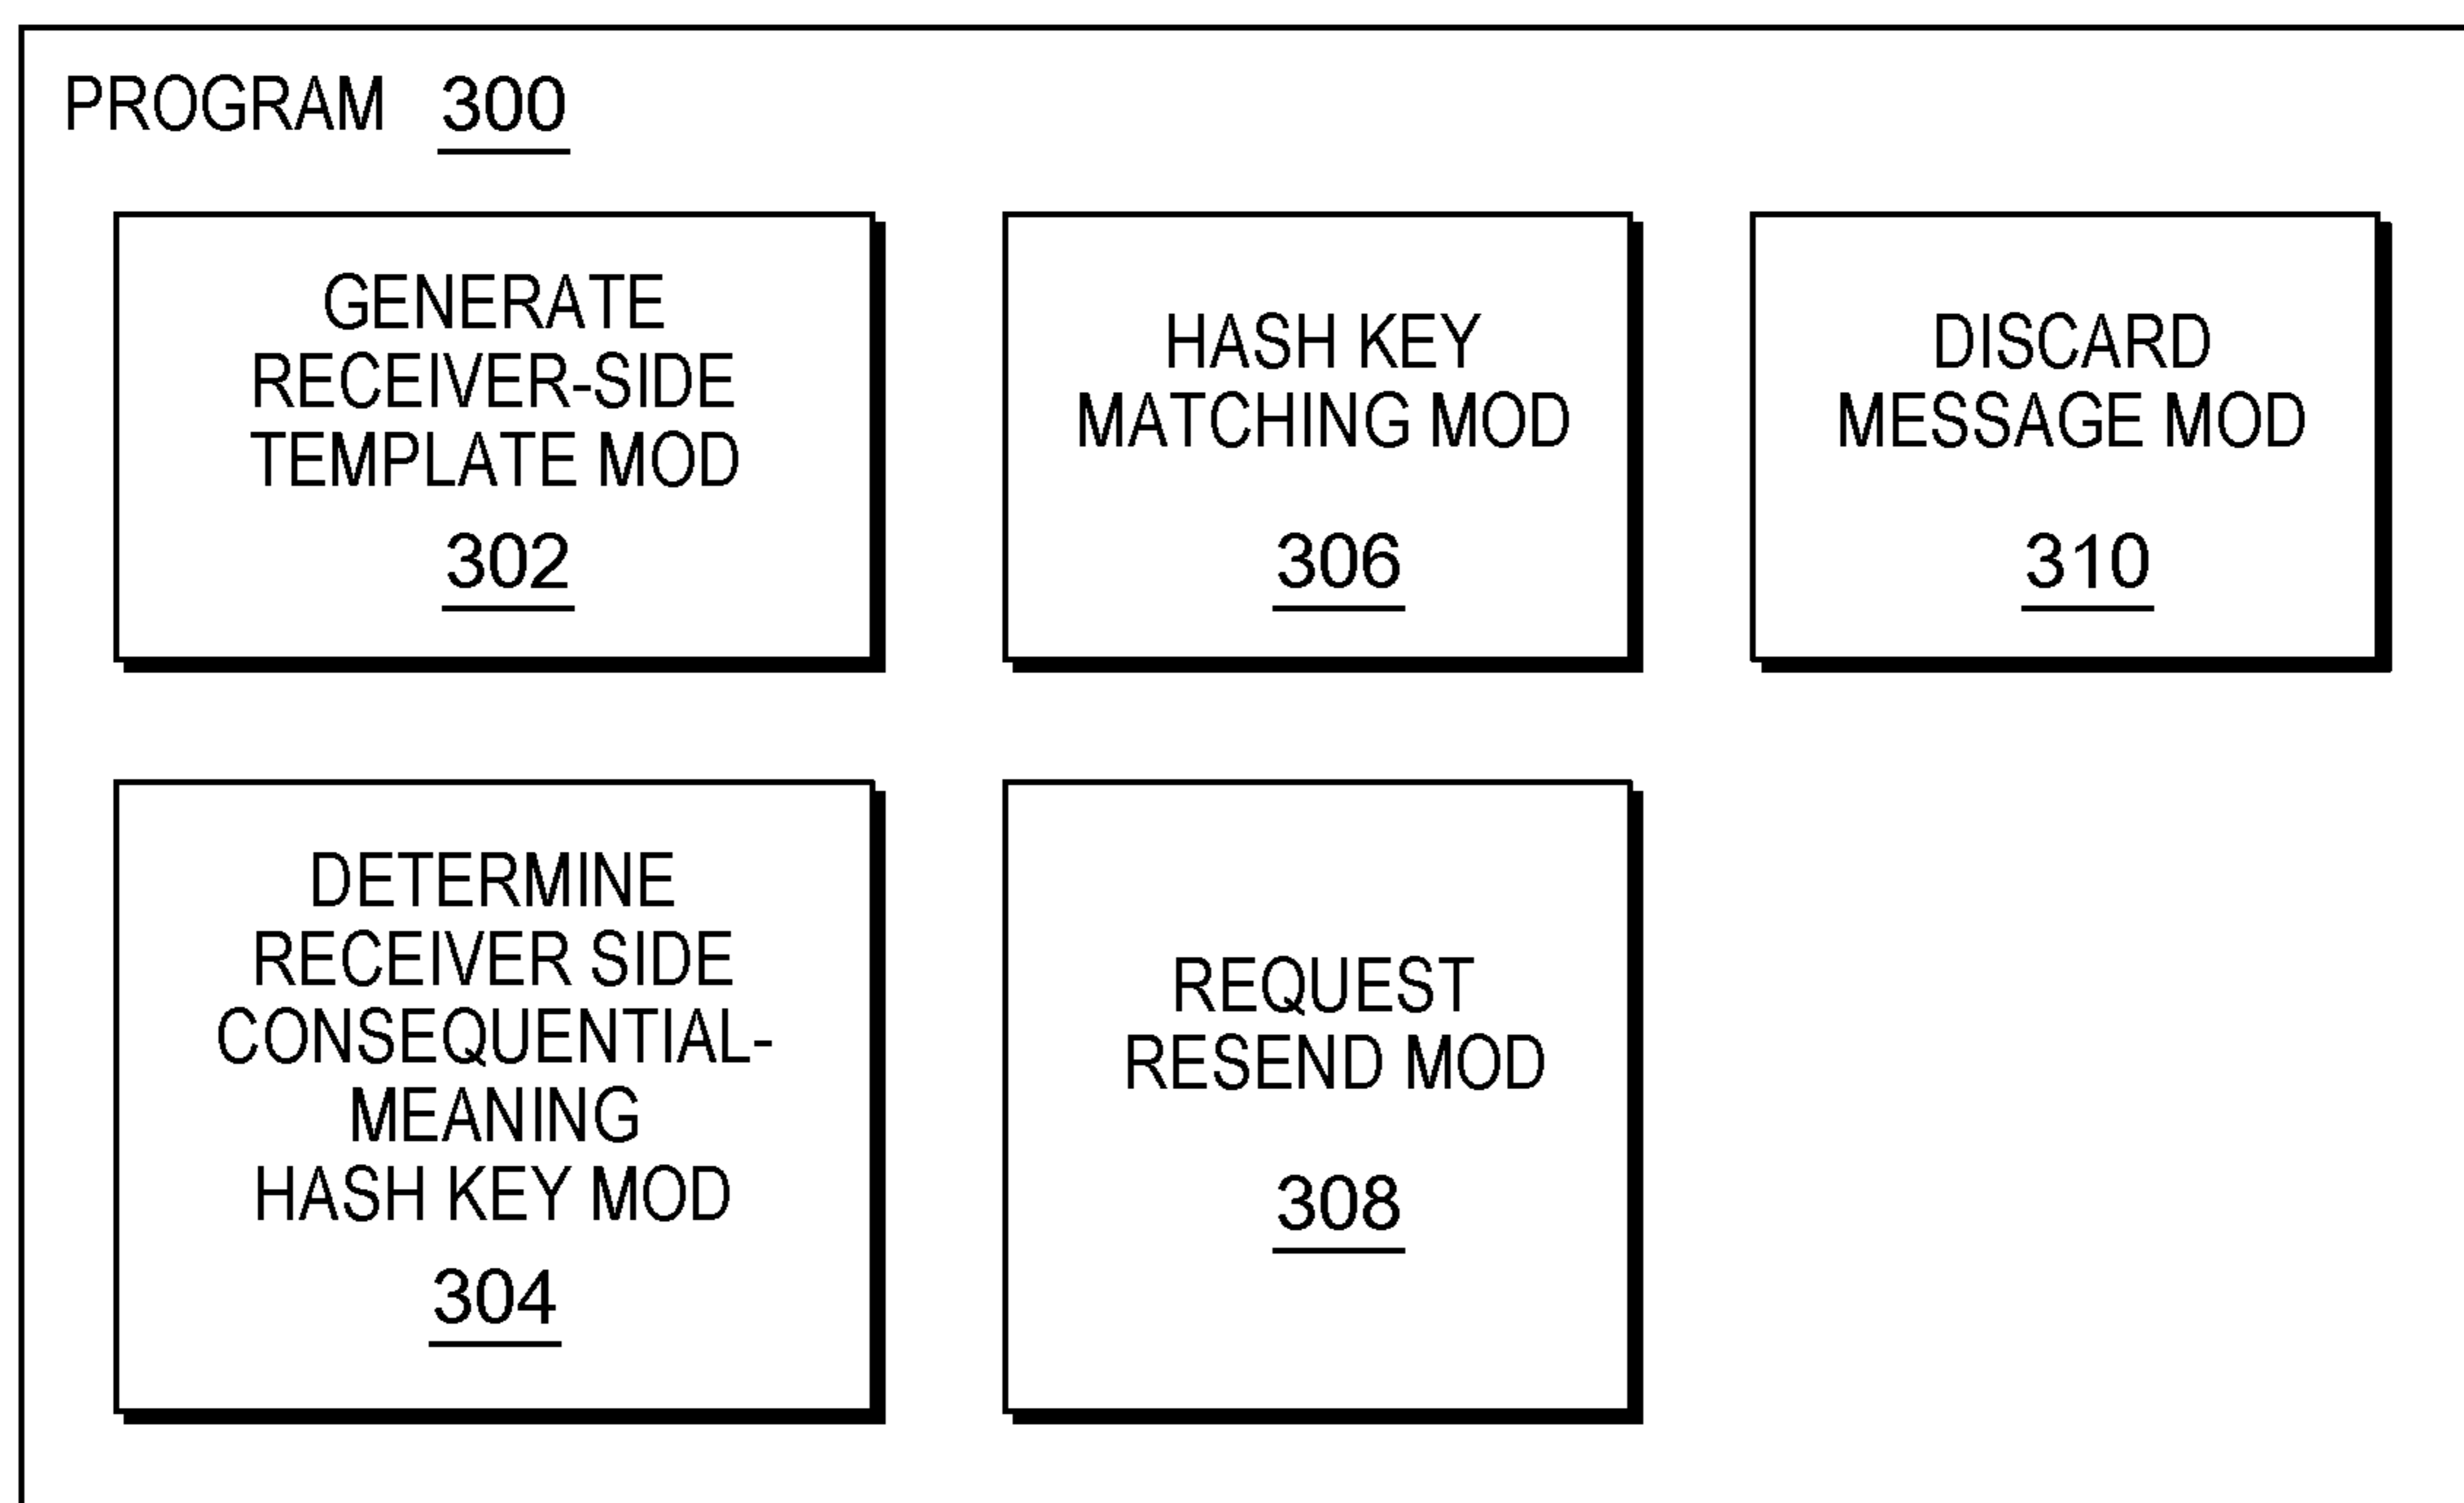 PROGRAM 300
GENERATE
RECEIVER-SIDE
TEMPLATE MOD
302
HASH KEY
MATCHING MOD
306
DISCARD
MESSAGE MOD
310
DETERMINE
RECEIVER SIDE
CONSEQUENTIAL-
MEANING
HASH KEY MOD
304
REQUEST
RESEND MOD
308